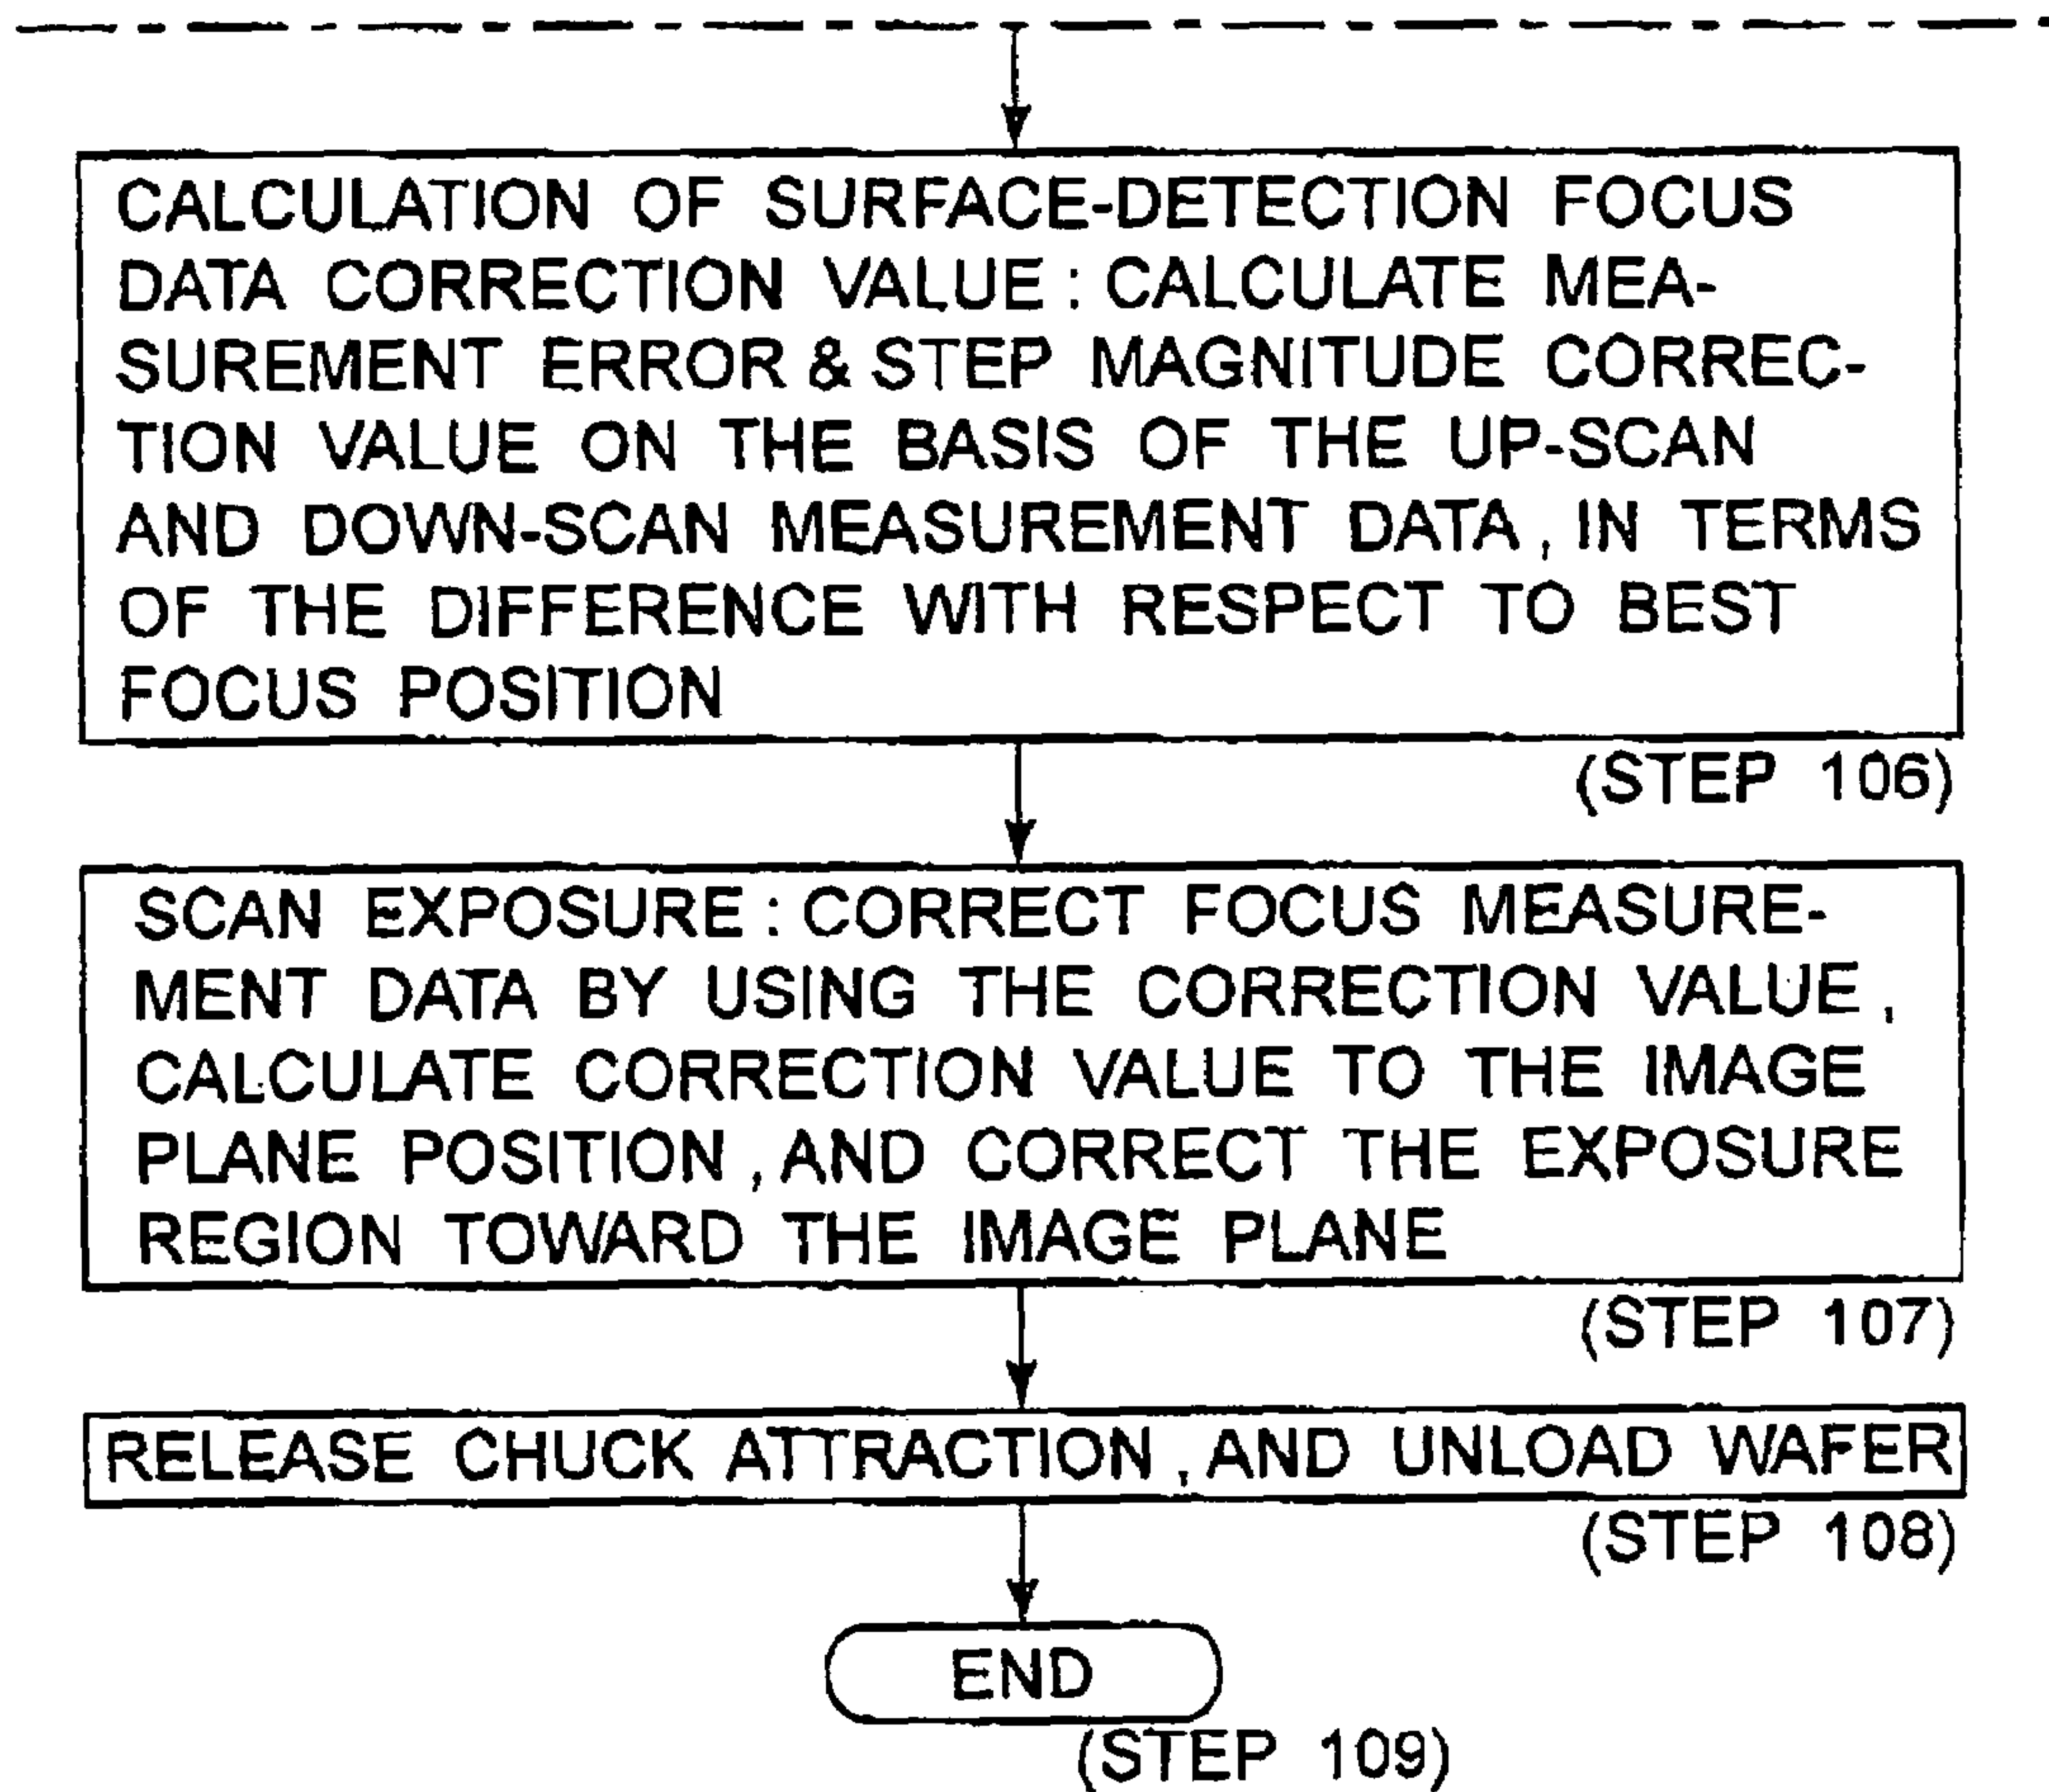 CALCULATION OF SURFACE-DETECTION FOCUS
DATA CORRECTION VALUE : CALCULATE MEA-
SUREMENT ERROR & STEP MAGNITUDE CORREC-
TION VALUE ON THE BASIS OF THE UP-SCAN
AND DOWN-SCAN MEASUREMENT DATA, IN TERMS
OF THE DIFFERENCE WITH RESPECT TO BEST
FOCUS POSITION
(STEP 106)
SCAN EXPOSURE : CORRECT FOCUS MEASURE-
MENT DATA BY USING THE CORRECTION VALUE,
CALCULATE CORRECTION VALUE TO THE IMAGE
PLANE POSITION, AND CORRECT THE EXPOSURE
REGION TOWARD THE IMAGE PLANE
(STEP 107)
RELEASE CHUCK ATTRACTION, AND UNLOAD WAFER
(STEP 108)
END
(STEP 109)